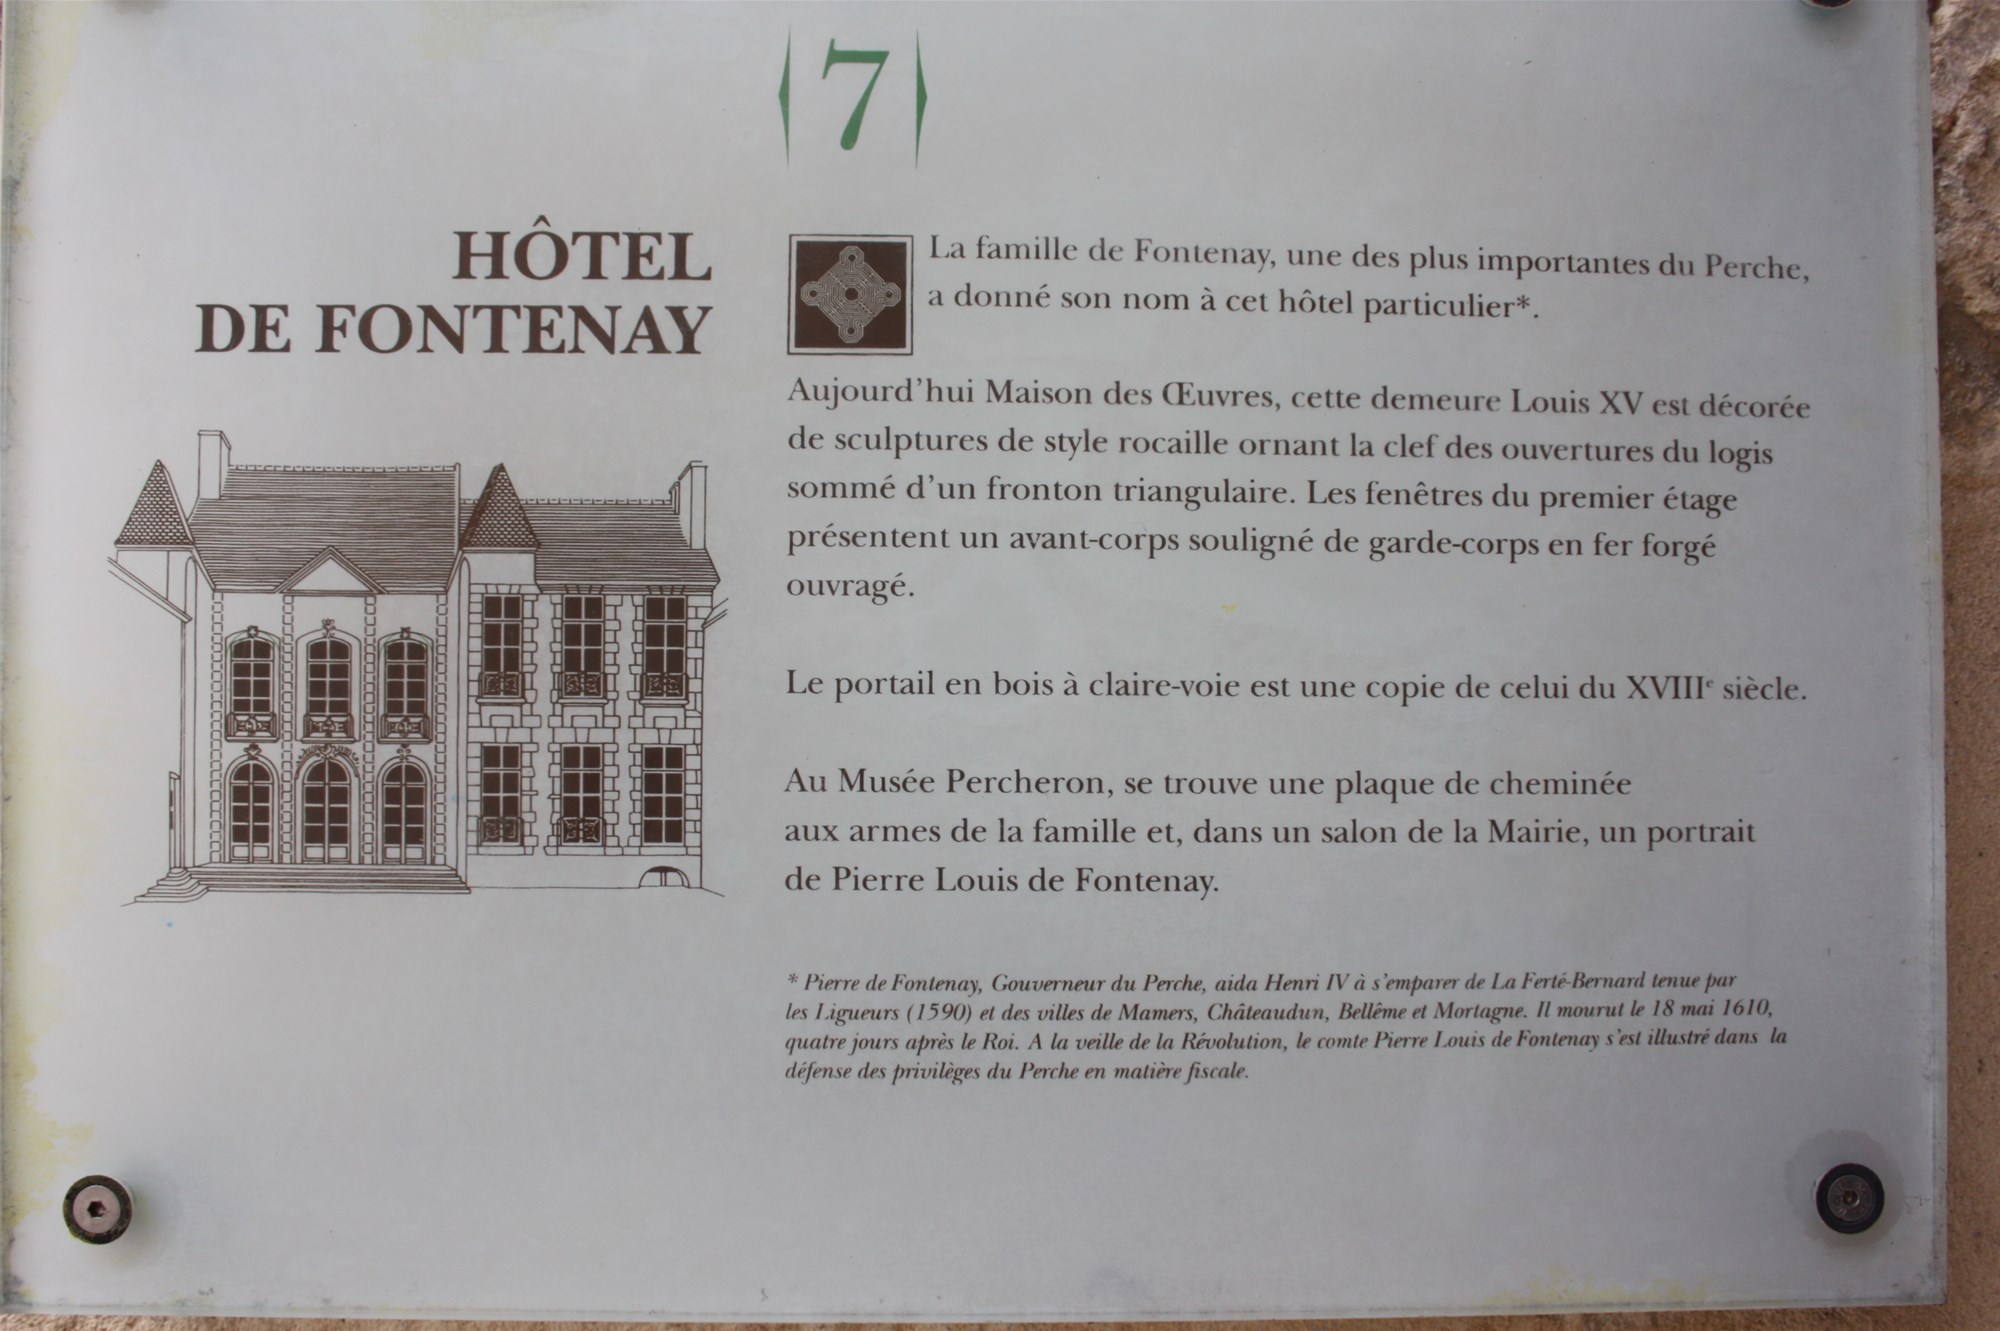 7
HÔTEL
DE FONTENAY
La famille de Fontenay, une des plus importantes du Perche,
a donné son nom à cet hôtel particulier*.
Aujourd'hui Maison des Œuvres, cette demeure Louis XV est décorée
de sculptures de style rocaille ornant la clef des ouvertures du logis
sommé d'un fronton triangulaire. Les fenêtres du premier étage
présentent un avant-corps souligné de garde-corps en fer forgé
ouvragé.
Le portail en bois à claire-voie est une copie de celui du XVIIIe siècle.
Au Musée Percheron, se trouve une plaque de cheminée
aux armes de la famille et, dans un salon de la Mairie, un portrait
de Pierre Louis de Fontenay.
* Pierre de Fontenay, Gouverneur du Perche, aida Henri IV à s'emparer de La Ferté-Bernard tenue par
les Ligueurs (1590) et des villes de Mamers, Châteaudun, Bellême et Mortagne. Il mourut le 18 mai 1610,
quatre jours après le Roi. A la veille de la Révolution, le comte Pierre Louis de Fontenay s'est illustré dans la
défense des privilèges du Perche en matière fiscale.